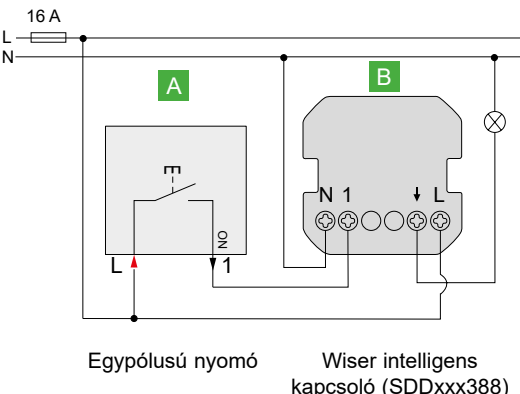 16 A
L
N
A
B
N 1 L
ON
L 1
Egypólusú nyomó
Wiser intelligens
kapcsoló (SDDxxx388)